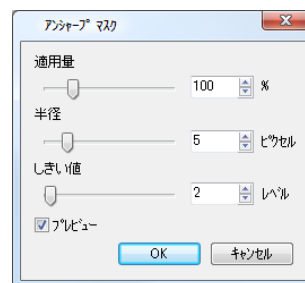 ｱﾝｼｬｰﾌﾟ ﾏｽｸ
適用量
100 %
半径
5 ﾋﾟｸｾﾙ
しきい値
2 ﾚﾍﾞﾙ
ﾌﾟﾚﾋﾞｭｰ
OK ｷｬﾝｾﾙ